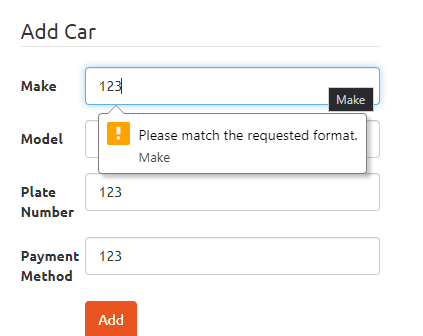 Add Car
Make
123
Make
!
Please match the requested format.
Make
Model
Plate
Number
123
Payment
Method
123
Add